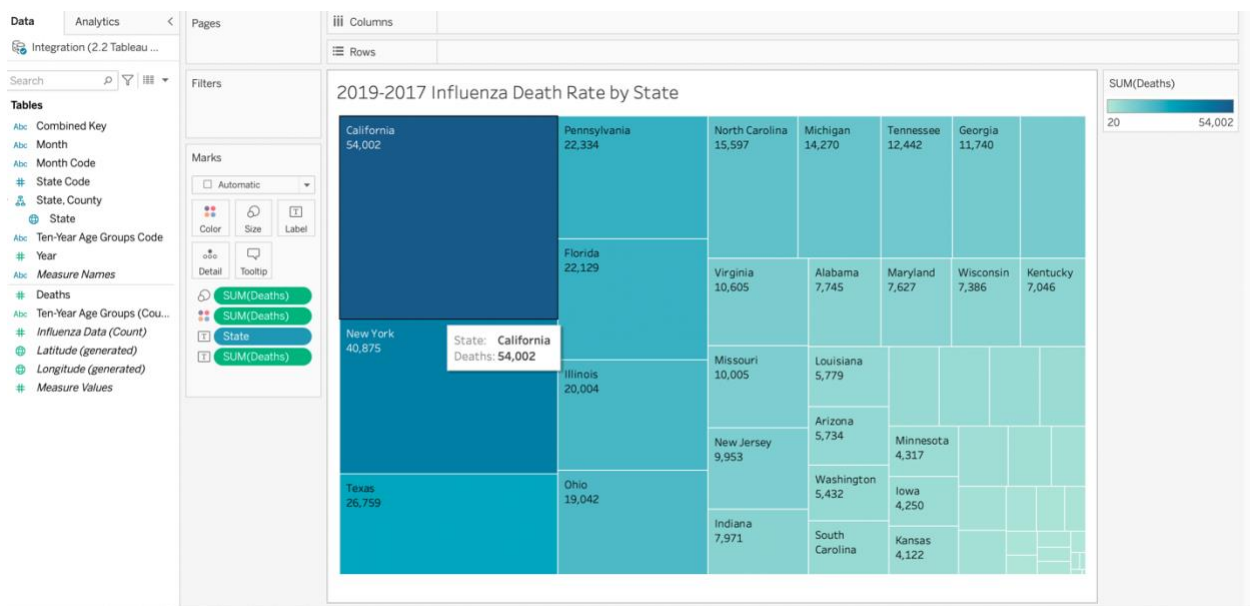 Data
Analytics
<
Pages
Columns
Integration (2.2 Tableau ...
Rows
Search
Filters
Tables
Abc Combined Key
Abc Month
Abc Month Code
# State Code
State, County
State
Abc Ten-Year Age Groups Code
# Year
Abc Measure Names
# Deaths
Abc Ten-Year Age Groups (Cou...
# Influenza Data (Count)
Latitude (generated)
Longitude (generated)
# Measure Values
Marks
Automatic
Color
Size
T
Label
Detail
Tooltip
SUM(Deaths)
SUM(Deaths)
T State
T SUM(Deaths)
2019-2017 Influenza Death Rate by State
California
54,002
New York
40,875
Texas
26,759
State: California
Deaths: 54,002
Pennsylvania
22,334
Florida
22,129
Illinois
20,004
Ohio
19,042
North Carolina
15,597
Michigan
14,270
Tennessee
12,442
Georgia
11,740
Virginia
10,605
Alabama
7,745
Maryland
7,627
Wisconsin
7,386
Kentucky
7,046
Missouri
10,005
Louisiana
5,779
Arizona
5,734
New Jersey
9,953
Minnesota
4,317
Washington
5,432
Iowa
4,250
Indiana
7,971
South
Carolina
Kansas
4,122
SUM(Deaths)
20
54,002